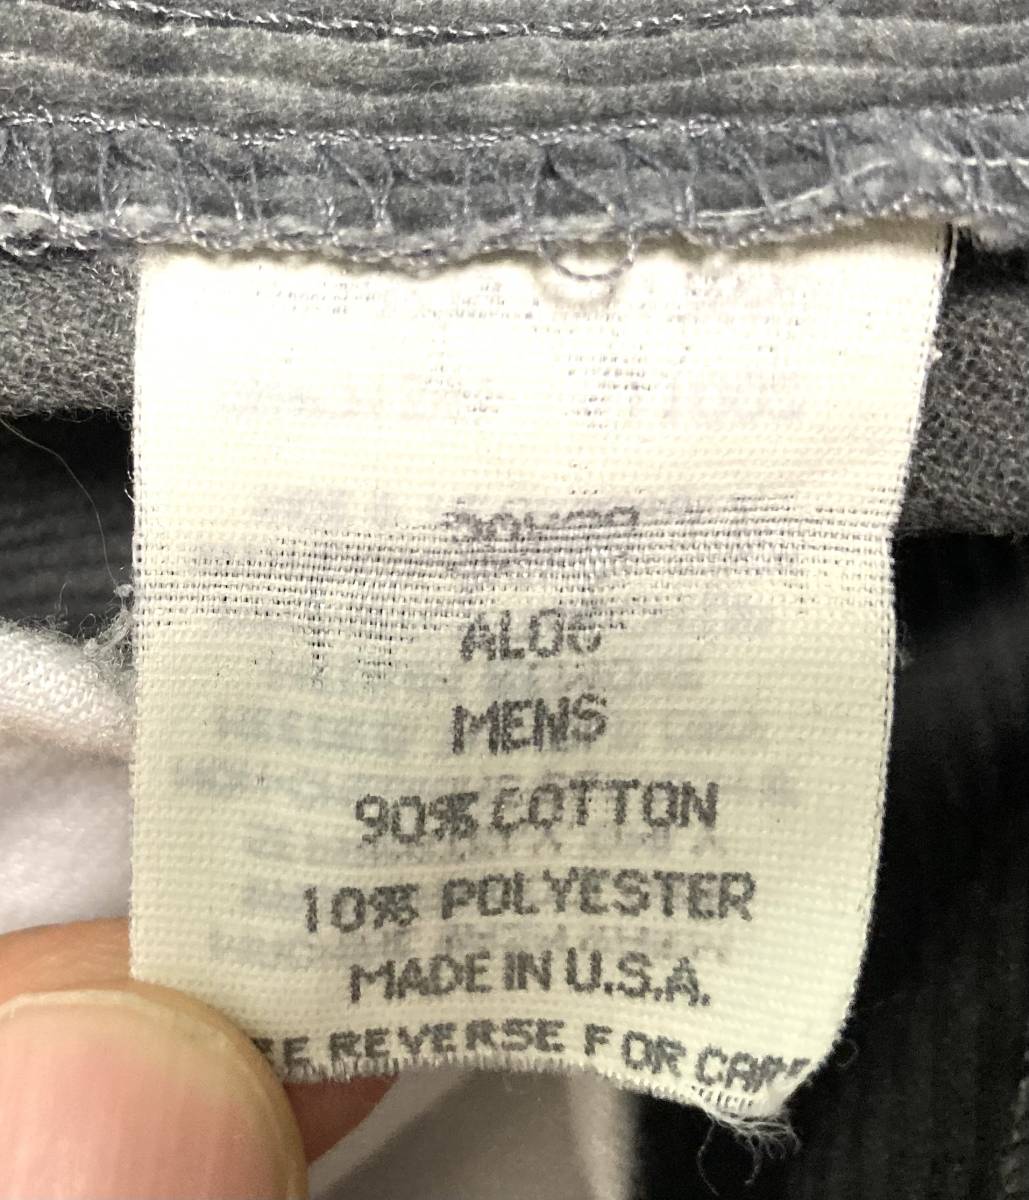 MENS
90% COTTON
10% POLYESTER
MADE IN U.S.A.
REVERSE FOR